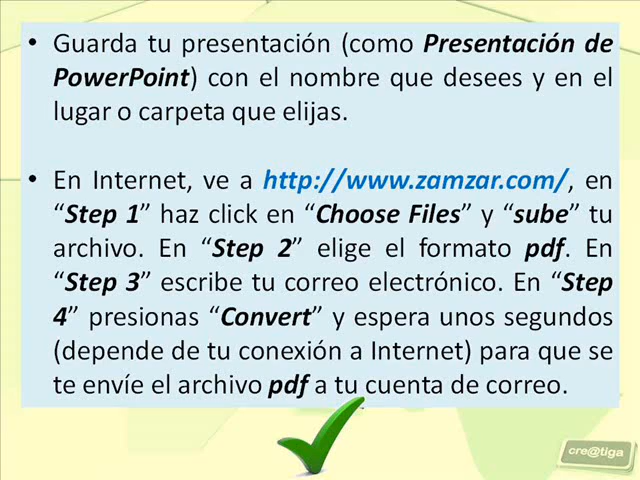 • Guarda tu presentación (como Presentación de
PowerPoint) con el nombre que desees y en el
lugar o carpeta que elijas.
• En Internet, ve a http://www.zamzar.com/, en
“Step 1” haz click en “Choose Files” y “sube” tu
archivo. En “Step 2” elige el formato pdf. En
“Step 3” escribe tu correo electrónico. En “Step
4” presionas “Convert” y espera unos segundos
(depende de tu conexión a Internet) para que se
te envíe el archivo pdf a tu cuenta de correo.
cre@tiga